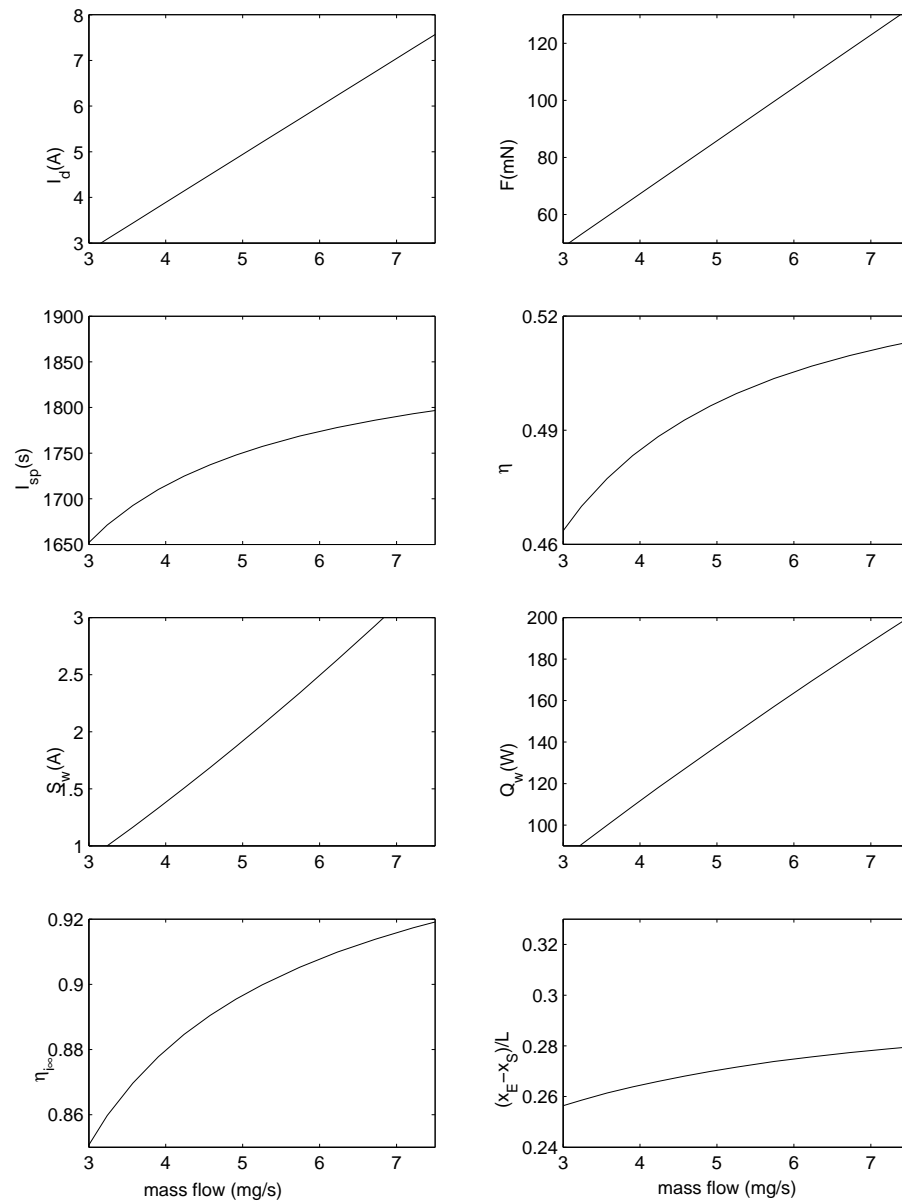 8
7
6
5
4
3
I_d(A)
3 4 5 6 7
120
100
80
60
F(mN)
3 4 5 6 7
1900
1850
1800
1750
1700
1650
I_sp(s)
3 4 5 6 7
0.52
0.49
0.46
η
3 4 5 6 7
3
2.5
2
1.5
1
S_w(A)
3 4 5 6 7
200
180
160
140
120
100
Q_w(W)
3 4 5 6 7
0.92
0.9
0.88
0.86
η_i∞
3 4 5 6 7
mass flow (mg/s)
0.32
0.3
0.28
0.26
0.24
(x_E−x_S)/L
3 4 5 6 7
mass flow (mg/s)